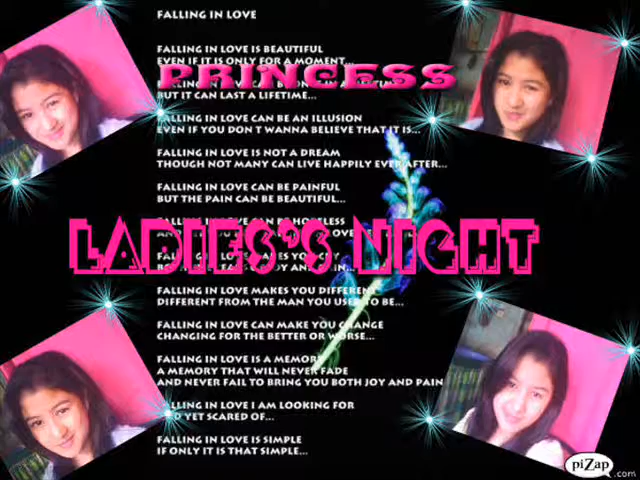 FALLING IN LOVE
FALLING IN LOVE IS BEAUTIFUL
EVEN IF IT IS ONLY FOR A MOMENT...
PRINCESS
BUT IT CAN LAST A LIFETIME...
FALLING IN LOVE CAN BE AN ILLUSION
EVEN IF YOU DON T WANNA BELIEVE THAT IT IS...
FALLING IN LOVE IS NOT A DREAM
THOUGH NOT MANY CAN LIVE HAPPILY EVER AFTER...
FALLING IN LOVE CAN BE PAINFUL
BUT THE PAIN CAN BE BEAUTIFUL...
FALLING IN LOVE CAN BE HOPELESS
LADIES'S NIGHT
FALLING IN LOVE MAKES YOU DIFFERENT
DIFFERENT FROM THE MAN YOU USED TO BE...
FALLING IN LOVE CAN MAKE YOU CHANGE
CHANGING FOR THE BETTER OR WORSE...
FALLING IN LOVE IS A MEMORY
A MEMORY THAT WILL NEVER FADE
AND NEVER FAIL TO BRING YOU BOTH JOY AND PAIN
FALLING IN LOVE I AM LOOKING FOR
AND YET SCARED OF...
FALLING IN LOVE IS SIMPLE
IF ONLY IT IS THAT SIMPLE...
piZap.com